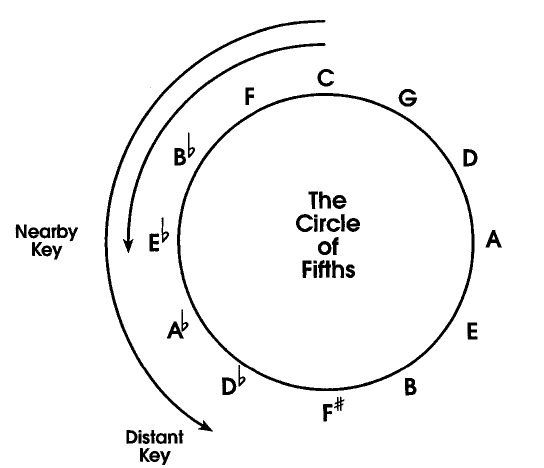 C
G
F
D
B♭
The
Circle
of
Fifths
Nearby
Key
E♭
A
A♭
E
D♭
B
F♯
Distant
Key